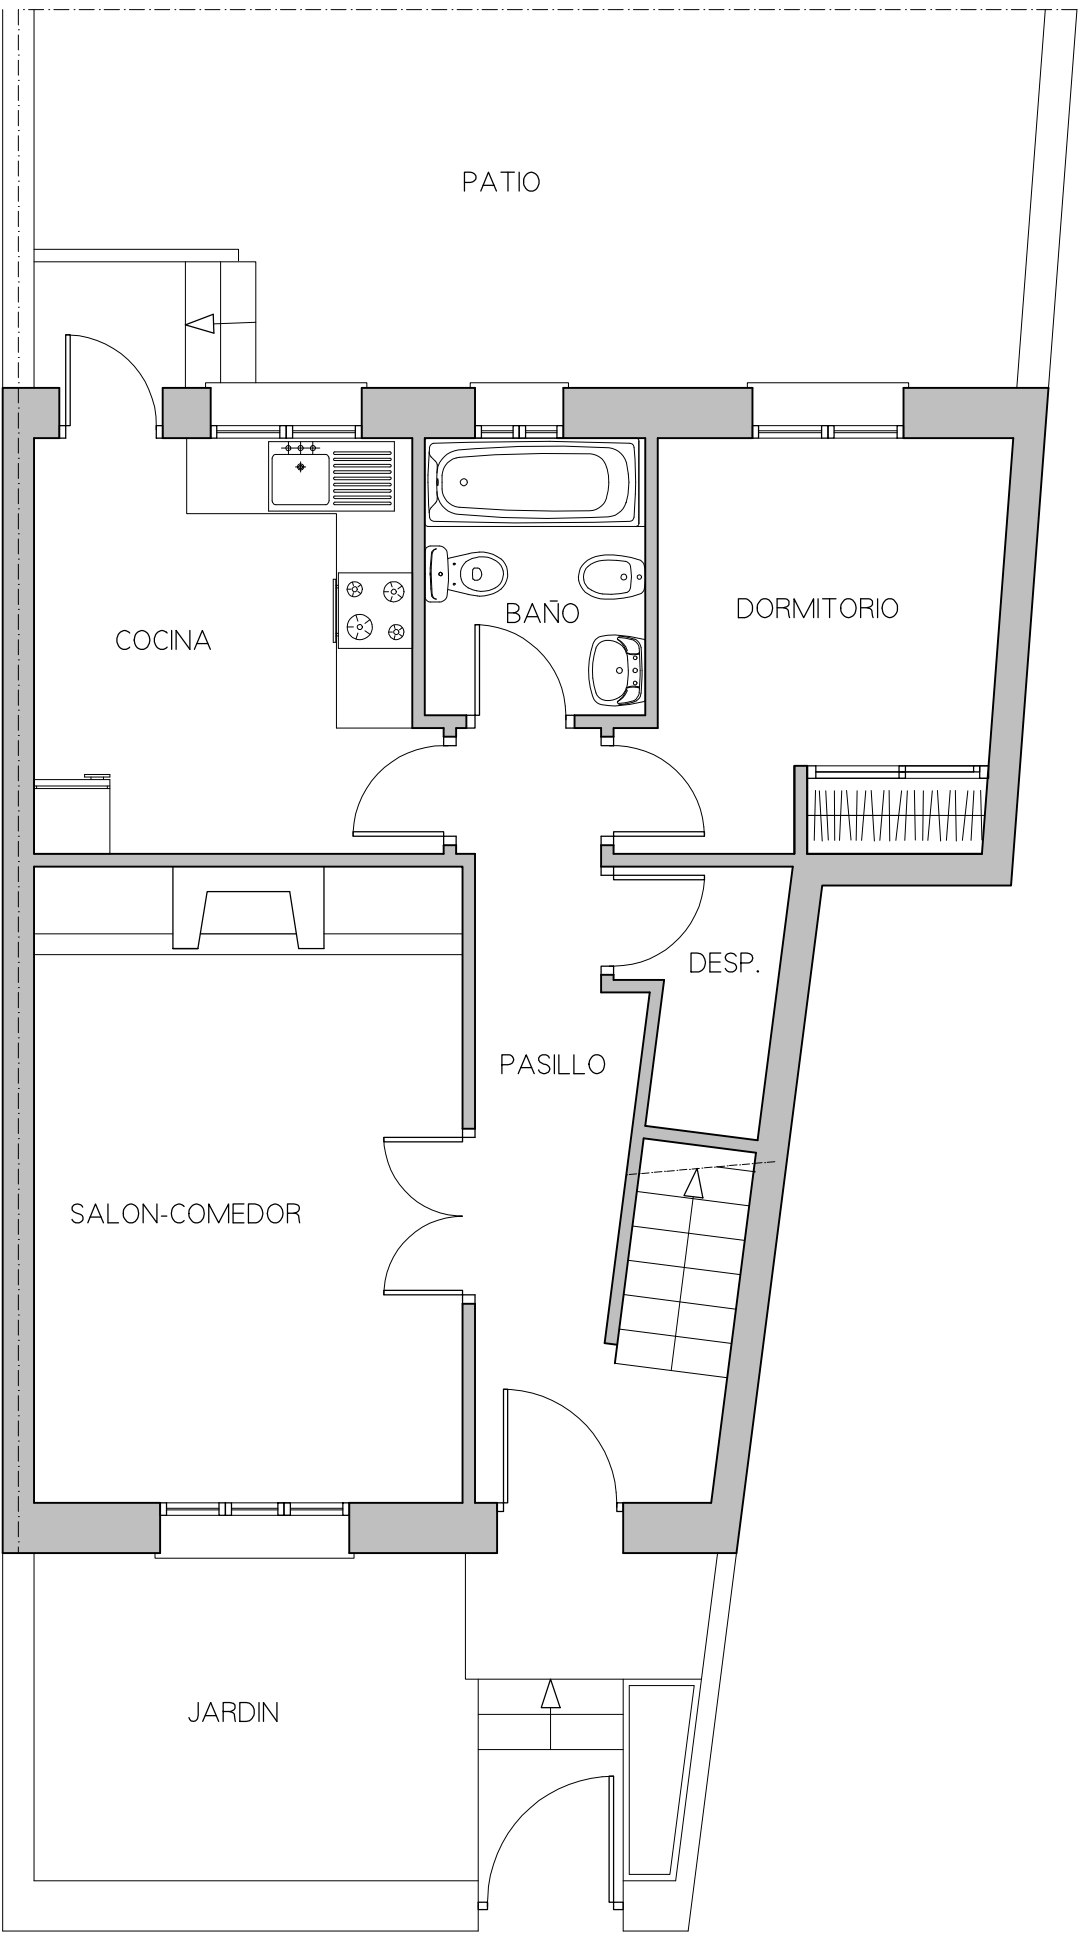 PATIO
COCINA
BAÑO
DORMITORIO
DESP.
PASILLO
SALON-COMEDOR
JARDIN